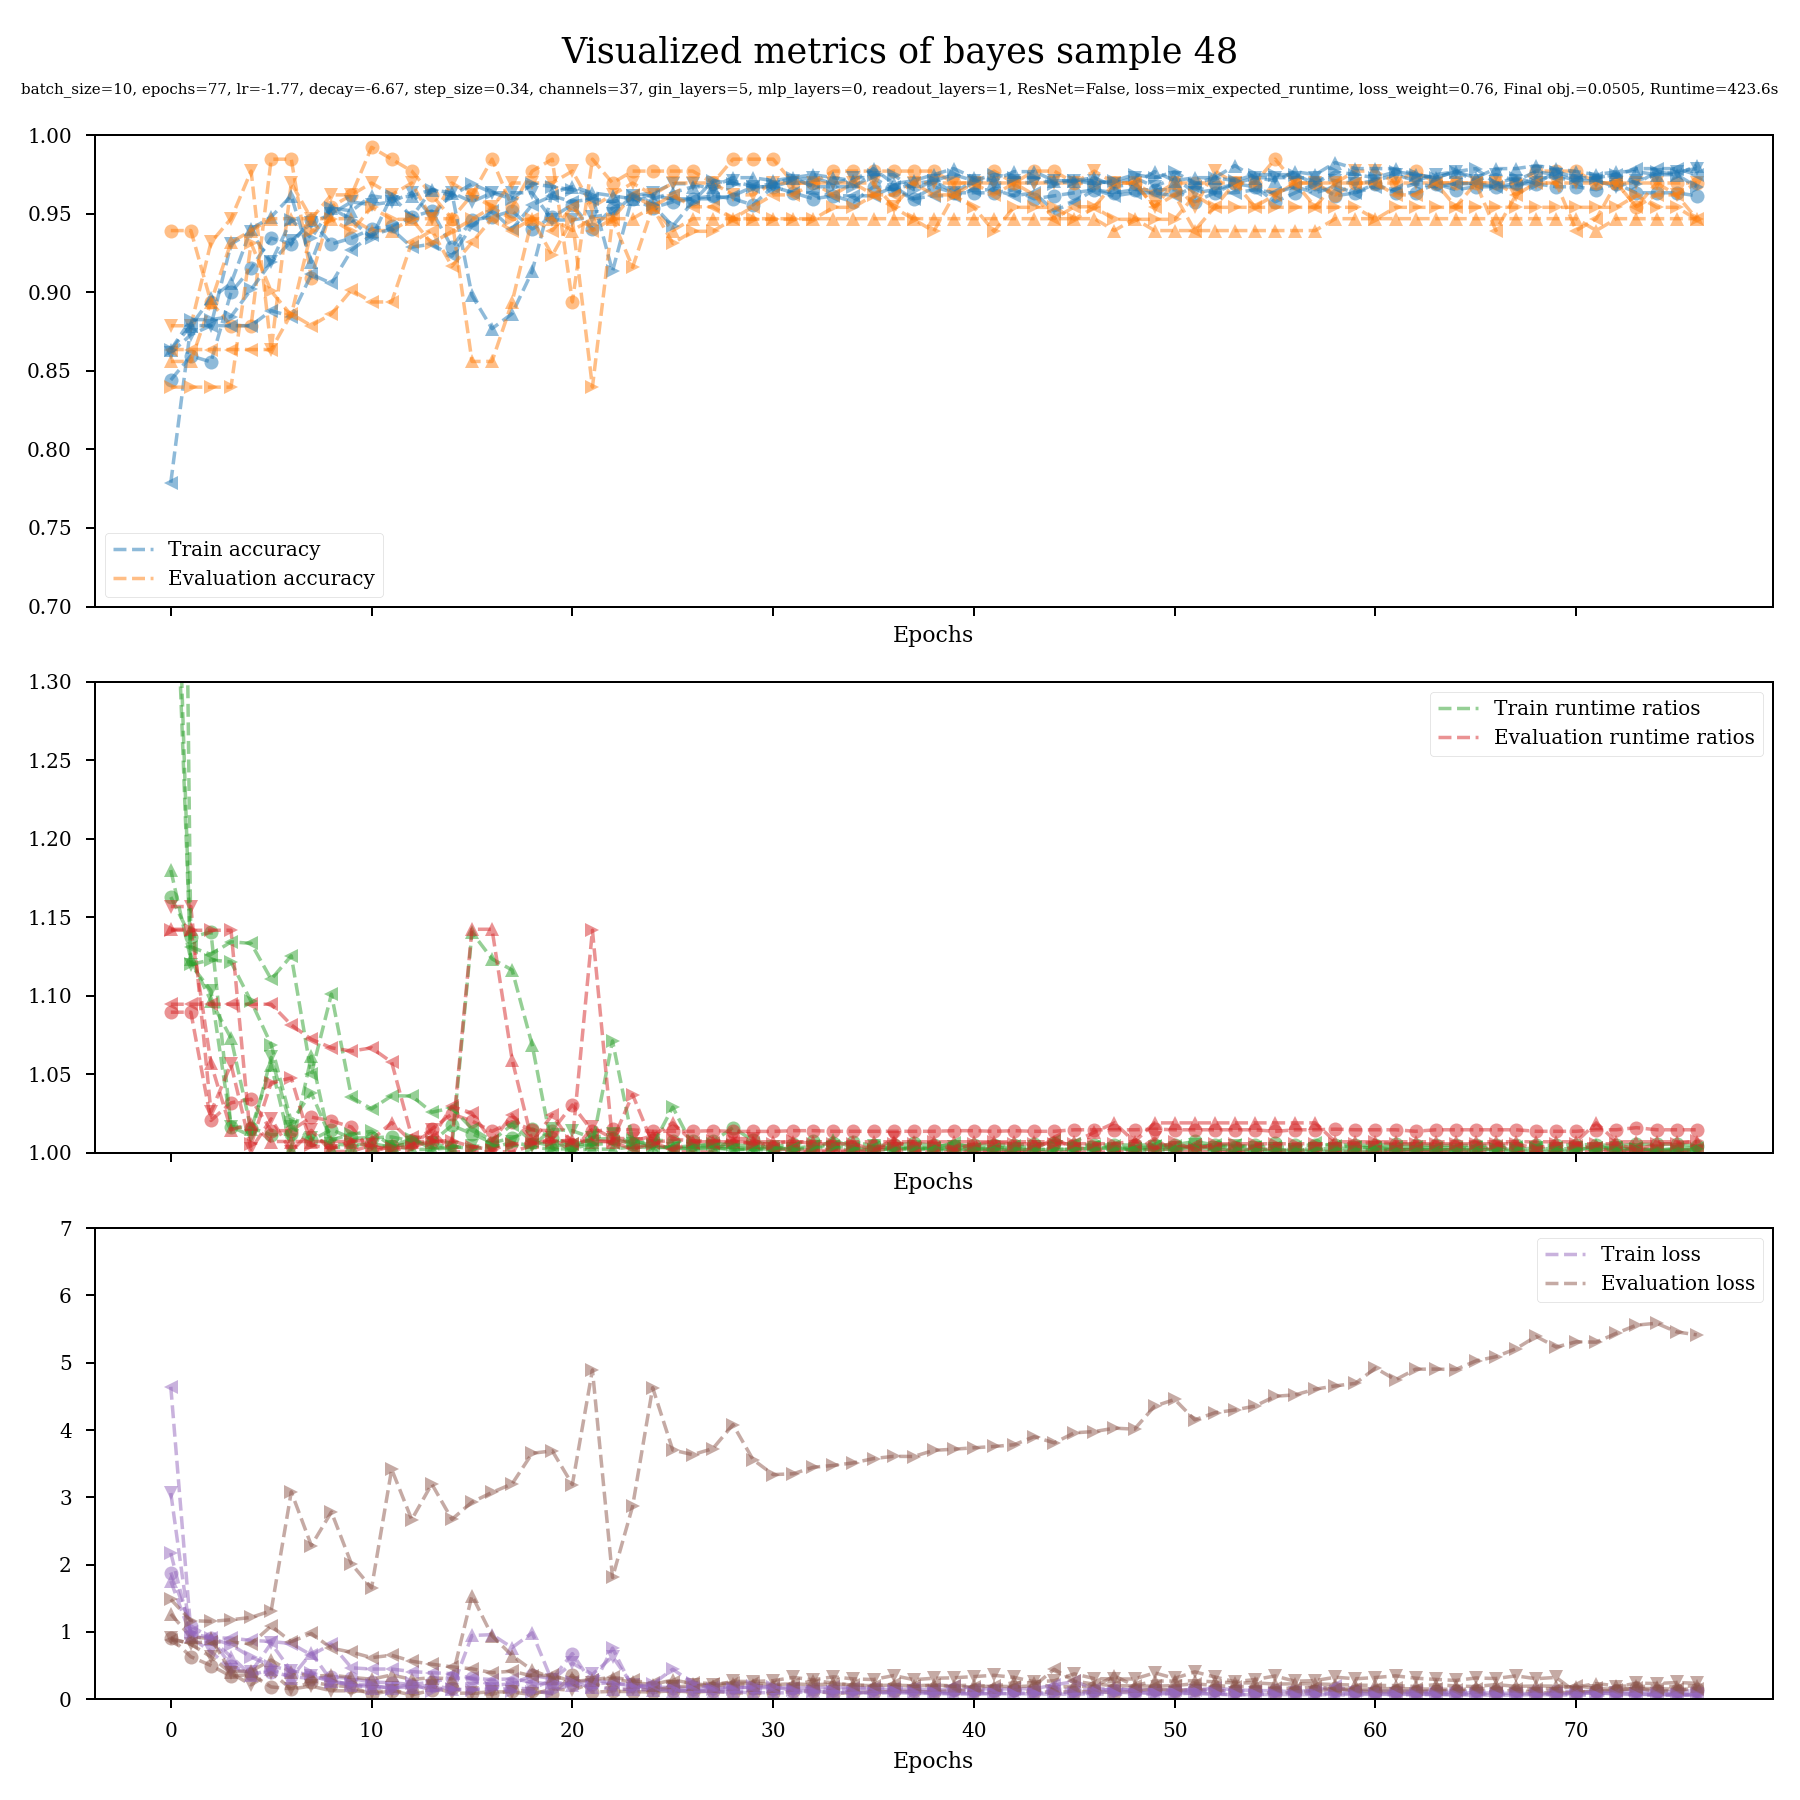 Visualized metrics of bayes sample 48
batch_size=10, epochs=77, lr=-1.77, decay=-6.67, step_size=0.34, channels=37, gin_layers=5, mlp_layers=0, readout_layers=1, ResNet=False, loss=mix_expected_runtime, loss_weight=0.76, Final obj.=0.0505, Runtime=423.6s
1.00
0.95
0.90
0.85
0.80
0.75
0.70
Train accuracy
Evaluation accuracy
Epochs
1.30
1.25
1.20
1.15
1.10
1.05
1.00
Train runtime ratios
Evaluation runtime ratios
Epochs
7
6
5
4
3
2
1
0
Train loss
Evaluation loss
0 10 20 30 40 50 60 70
Epochs